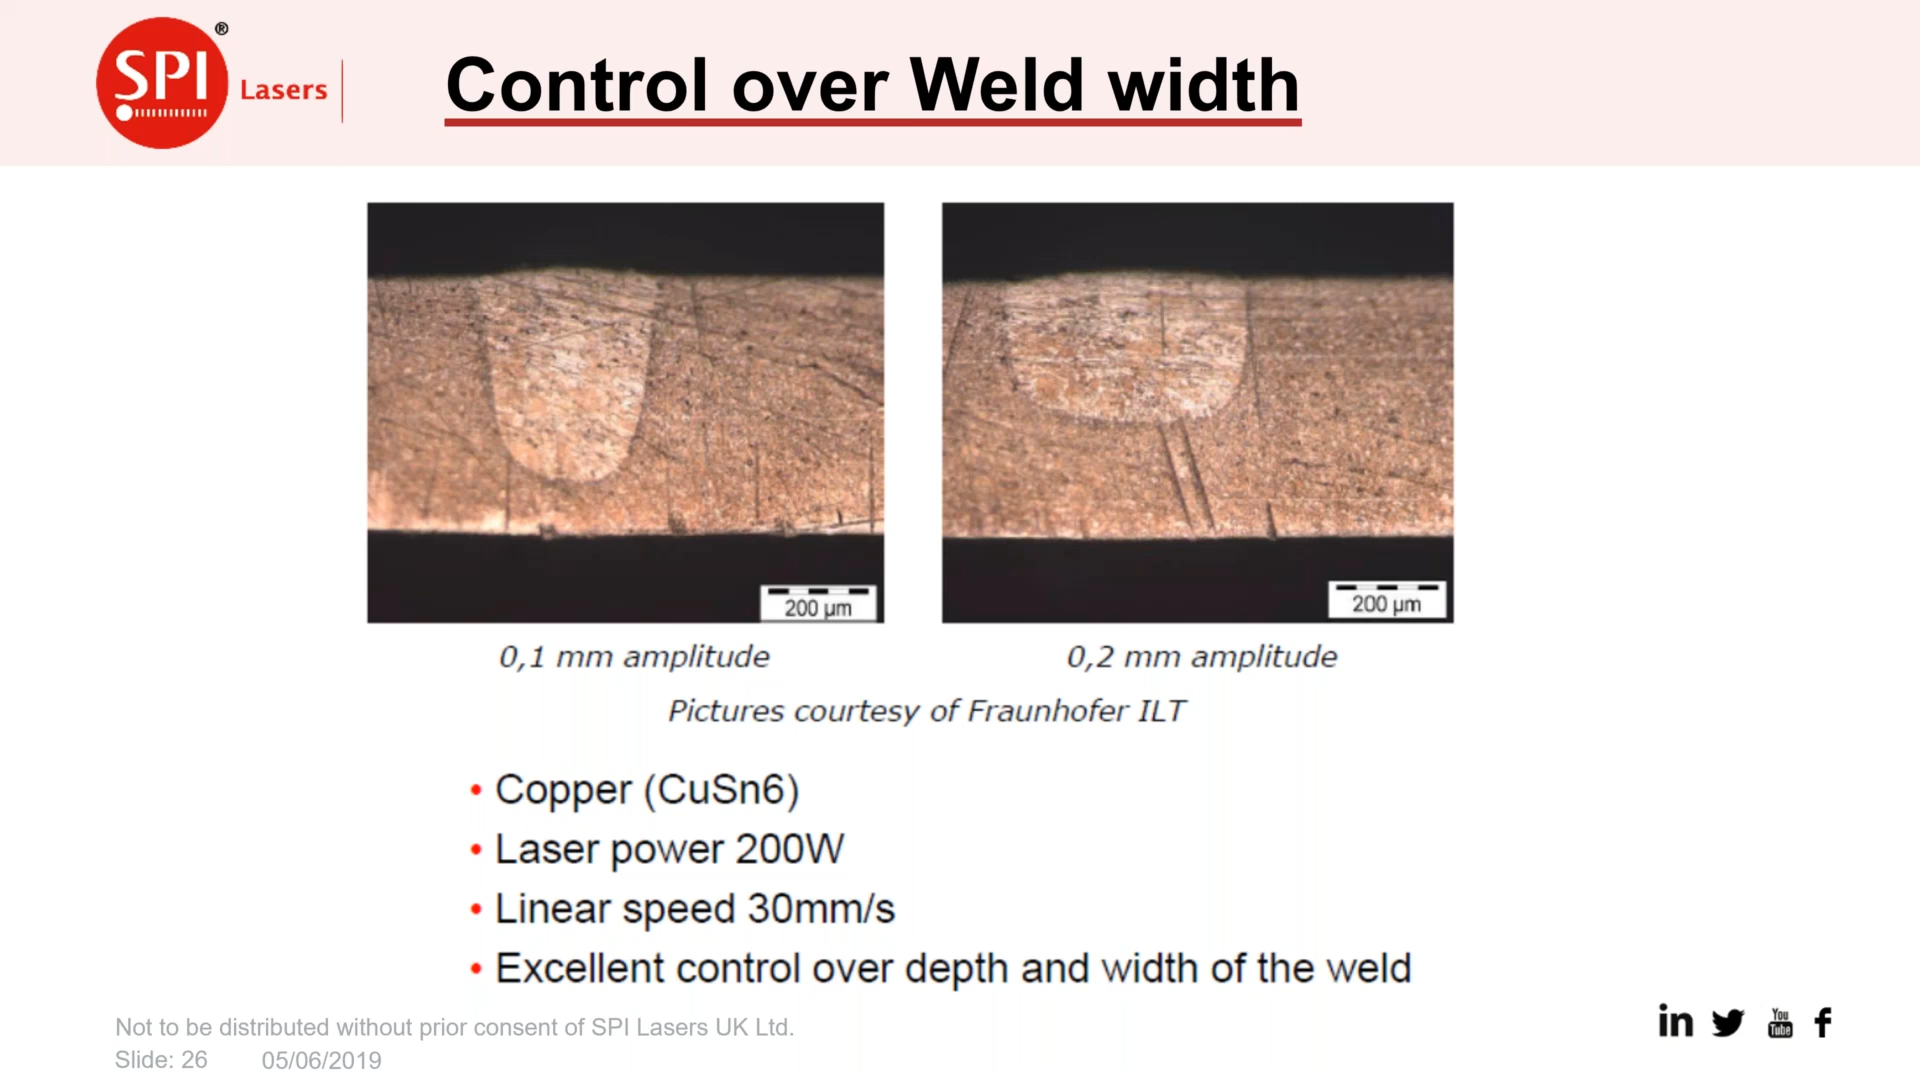 SPI ®
Lasers
Control over Weld width
200 µm
200 µm
0,1 mm amplitude
0,2 mm amplitude
Pictures courtesy of Fraunhofer ILT
• Copper (CuSn6)
• Laser power 200W
• Linear speed 30mm/s
• Excellent control over depth and width of the weld
Not to be distributed without prior consent of SPI Lasers UK Ltd.
Slide: 26 05/06/2019
in
You
Tube
f